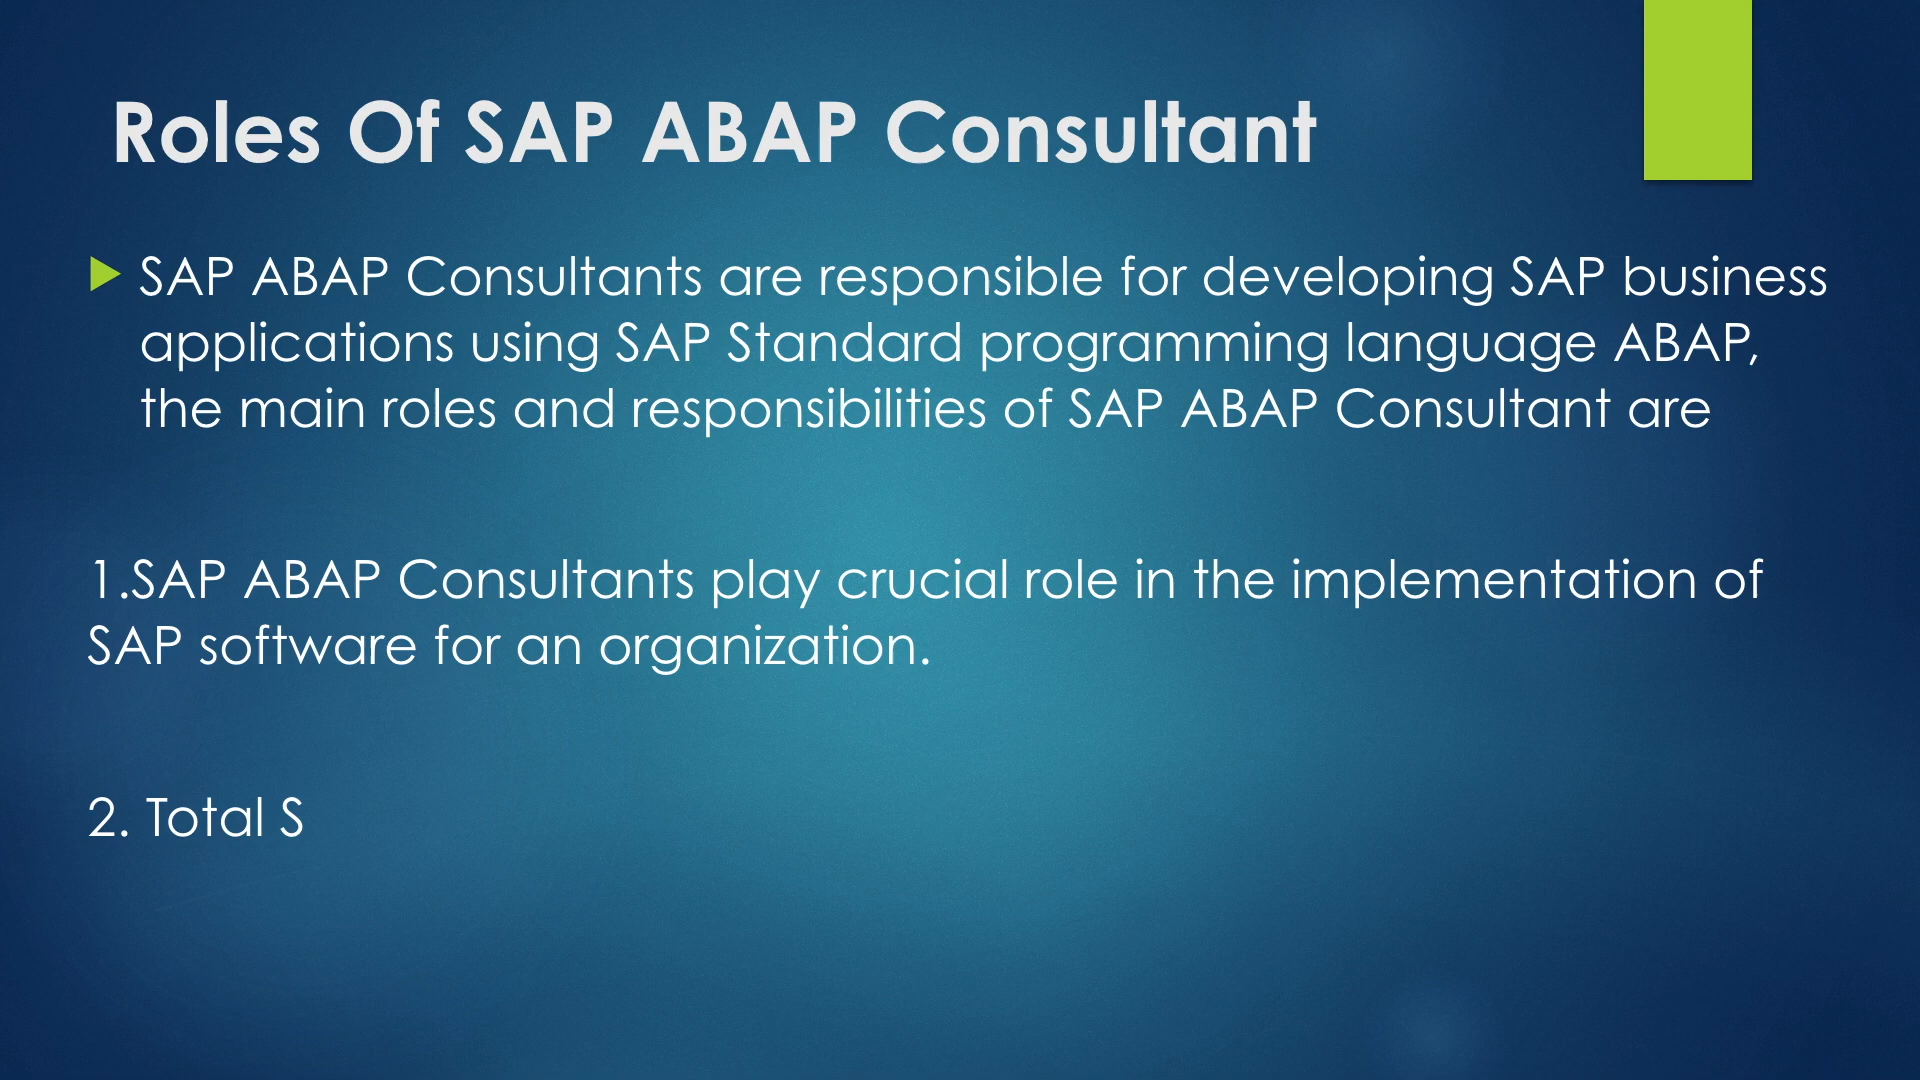 Roles Of SAP ABAP Consultant
SAP ABAP Consultants are responsible for developing SAP business
applications using SAP Standard programming language ABAP,
the main roles and responsibilities of SAP ABAP Consultant are
1.SAP ABAP Consultants play crucial role in the implementation of
SAP software for an organization.
2. Total S